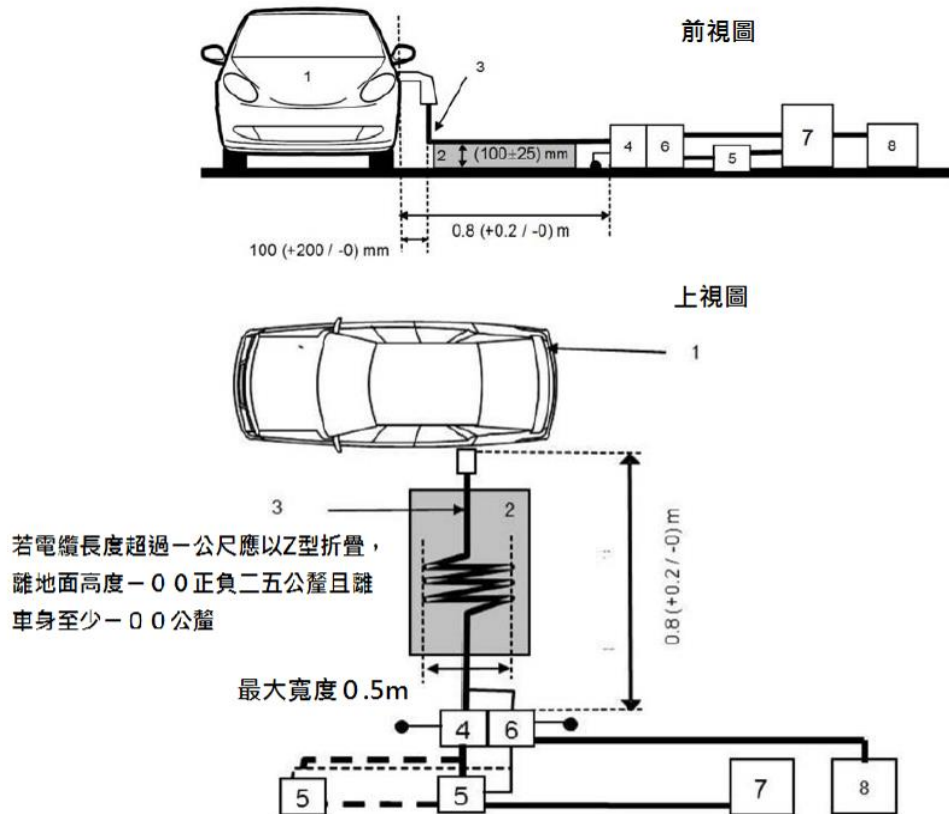 前視圖
1
3
2
(100±25) mm
4
6
5
7
8
100 (+200 / -0) mm
0.8 (+0.2 / -0) m
上視圖
1
3
2
若電纜長度超過一公尺應以Z型折疊，
離地面高度一００正負二五公釐且離
車身至少一００公釐
0.8 (+0.2 / -0) m
最大寬度０.5m
4
6
5
5
7
8